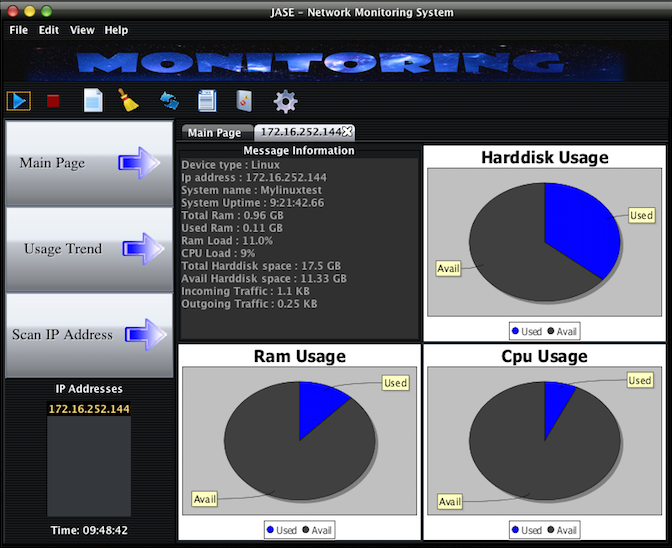 JASE - Network Monitoring System
File Edit View Help
MONITORING
Main Page
Usage Trend
Scan IP Address
IP Addresses
172.16.252.144
Time: 09:48:42
Main Page 172.16.252.144
Message Information
Device type : Linux
Ip address : 172.16.252.144
System name : Mylinuxtest
System Uptime : 9:21:42.66
Total Ram : 0.96 GB
Used Ram : 0.11 GB
Ram Load : 11.0%
CPU Load : 9%
Total Harddisk space : 17.5 GB
Avail Harddisk space : 11.33 GB
Incoming Traffic : 1.1 KB
Outgoing Traffic : 0.25 KB
Harddisk Usage
Used
Avail
Used Avail
Ram Usage
Used
Avail
Used Avail
Cpu Usage
Used
Avail
Used Avail